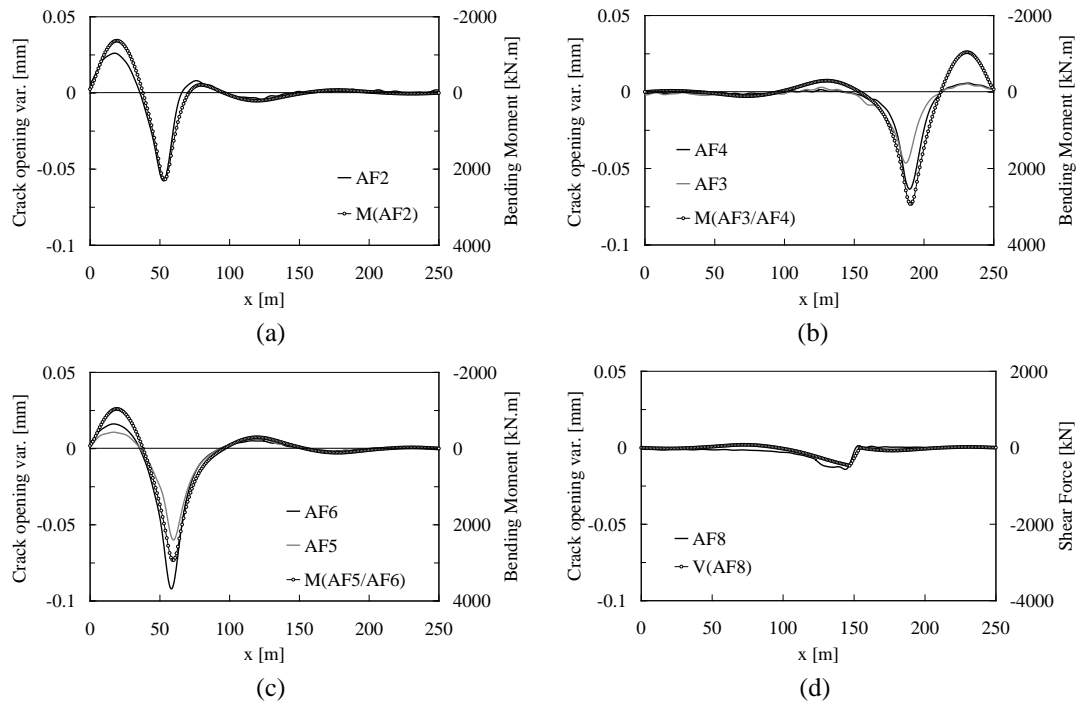 0.05
0
-0.05
-0.1
Crack opening var. [mm]
-2000
0
2000
4000
Bending Moment [kN.m]
AF2
M(AF2)
0 50 100 150 200 250
x [m]
(a)
0.05
0
-0.05
-0.1
Crack opening var. [mm]
-2000
0
2000
4000
Bending Moment [kN.m]
AF4
AF3
M(AF3/AF4)
0 50 100 150 200 250
x [m]
(b)
0.05
0
-0.05
-0.1
Crack opening var. [mm]
-2000
0
2000
4000
Bending Moment [kN.m]
AF6
AF5
M(AF5/AF6)
0 50 100 150 200 250
x [m]
(c)
0.05
0
-0.05
-0.1
Crack opening var. [mm]
2000
0
-2000
-4000
Shear Force [kN]
AF8
V(AF8)
0 50 100 150 200 250
x [m]
(d)